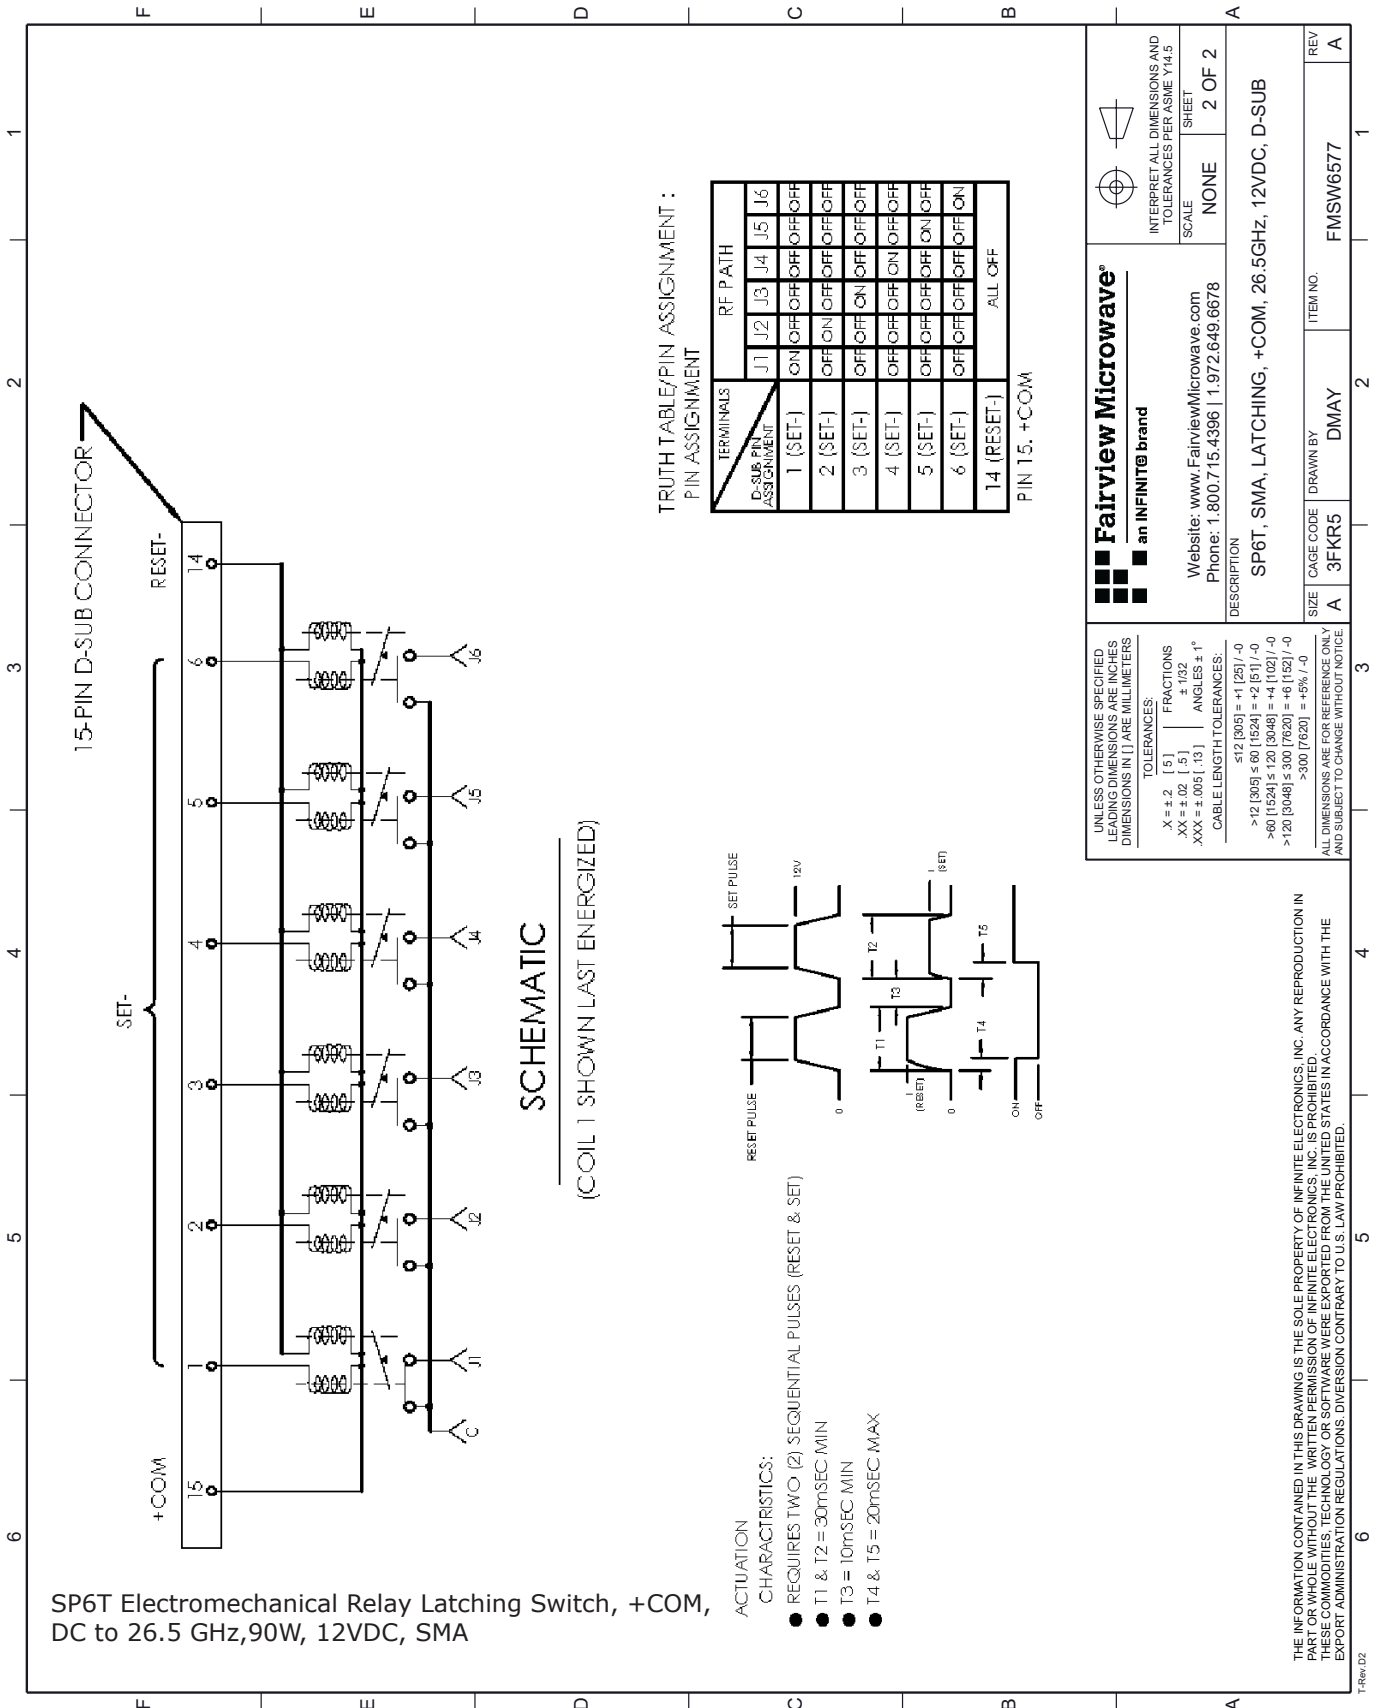 F E D C B A
1 2 3 4 5 6
15-PIN D-SUB CONNECTOR
+COM
SET-
RESET-
15 1 2 3 4 5 6 14
C J1 J2 J3 J4 J5 J6
SCHEMATIC
(COIL 1 SHOWN LAST ENERGIZED)
ACTUATION
CHARACTRISTICS:
● REQUIRES TWO (2) SEQUENTIAL PULSES (RESET & SET)
● T1 & T2 = 30mSEC MIN
● T3 = 10mSEC MIN
● T4 & T5 = 20mSEC MAX
RESET PULSE
SET PULSE
0
12V
I
(RESET)
0
T1
T3
T2
I
(SET)
ON
OFF
T4
T5
TRUTH TABLE/PIN ASSIGNMENT :
PIN ASSIGNMENT
TERMINALS
RF PATH
D-SUB PIN
ASSIGNMENT
J1 J2 J3 J4 J5 J6
1 (SET-) ON OFF OFF OFF OFF OFF
2 (SET-) OFF ON OFF OFF OFF OFF
3 (SET-) OFF OFF ON OFF OFF OFF
4 (SET-) OFF OFF OFF ON OFF OFF
5 (SET-) OFF OFF OFF OFF ON OFF
6 (SET-) OFF OFF OFF OFF OFF ON
14 (RESET-) ALL OFF
PIN 15. +COM
UNLESS OTHERWISE SPECIFIED
LEADING DIMENSIONS ARE INCHES
DIMENSIONS IN [ ] ARE MILLIMETERS
TOLERANCES:
.X = ± .2 [ 5 ]
.XX = ± .02 [ .5 ]
.XXX = ± .005 [ .13 ]
FRACTIONS
± 1/32
ANGLES ± 1°
CABLE LENGTH TOLERANCES:
≤12 [305] = +1 [25] / -0
>12 [305] ≤ 60 [1524] = +2 [51] / -0
>60 [1524] ≤ 120 [3048] = +4 [102] / -0
>120 [3048] ≤ 300 [7620] = +6 [152] / -0
>300 [7620] = +5% / -0
ALL DIMENSIONS ARE FOR REFERENCE ONLY
AND SUBJECT TO CHANGE WITHOUT NOTICE.
Fairview Microwave®
an INFINIT℮ brand
Website: www.FairviewMicrowave.com
Phone: 1.800.715.4396 | 1.972.649.6678
INTERPRET ALL DIMENSIONS AND
TOLERANCES PER ASME Y14.5
SCALE
NONE
SHEET
2 OF 2
DESCRIPTION
SP6T, SMA, LATCHING, +COM, 26.5GHz, 12VDC, D-SUB
SIZE
A
CAGE CODE
3FKR5
DRAWN BY
DMAY
ITEM NO.
FMSW6577
REV
A
THE INFORMATION CONTAINED IN THIS DRAWING IS THE SOLE PROPERTY OF INFINITE ELECTRONICS, INC. ANY REPRODUCTION IN
PART OR WHOLE WITHOUT THE WRITTEN PERMISSION OF INFINITE ELECTRONICS, INC. IS PROHIBITED.
THESE COMMODITIES, TECHNOLOGY OR SOFTWARE WERE EXPORTED FROM THE UNITED STATES IN ACCORDANCE WITH THE
EXPORT ADMINISTRATION REGULATIONS. DIVERSION CONTRARY TO U.S. LAW PROHIBITED.
6 5 4 3 2 1
F E D C B A
T-Rev.D2
SP6T Electromechanical Relay Latching Switch, +COM,
DC to 26.5 GHz,90W, 12VDC, SMA